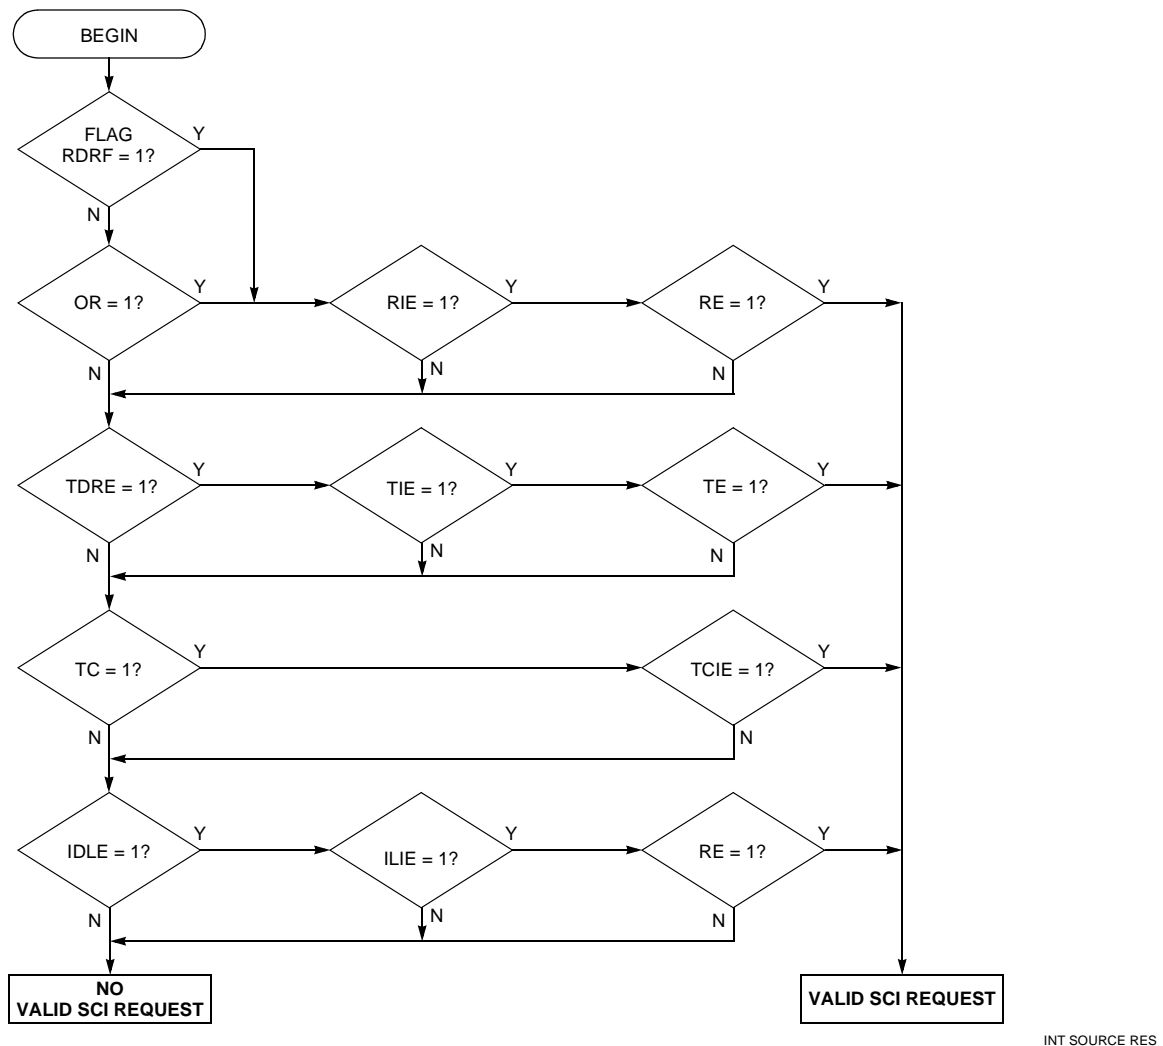 BEGIN
FLAG
RDRF = 1?
Y
N
OR = 1?
Y
RIE = 1?
Y
RE = 1?
Y
N
N
N
TDRE = 1?
Y
TIE = 1?
Y
TE = 1?
Y
N
N
N
TC = 1?
Y
TCIE = 1?
Y
N
N
IDLE = 1?
Y
ILIE = 1?
Y
RE = 1?
Y
N
N
N
NO
VALID SCI REQUEST
VALID SCI REQUEST
INT SOURCE RES